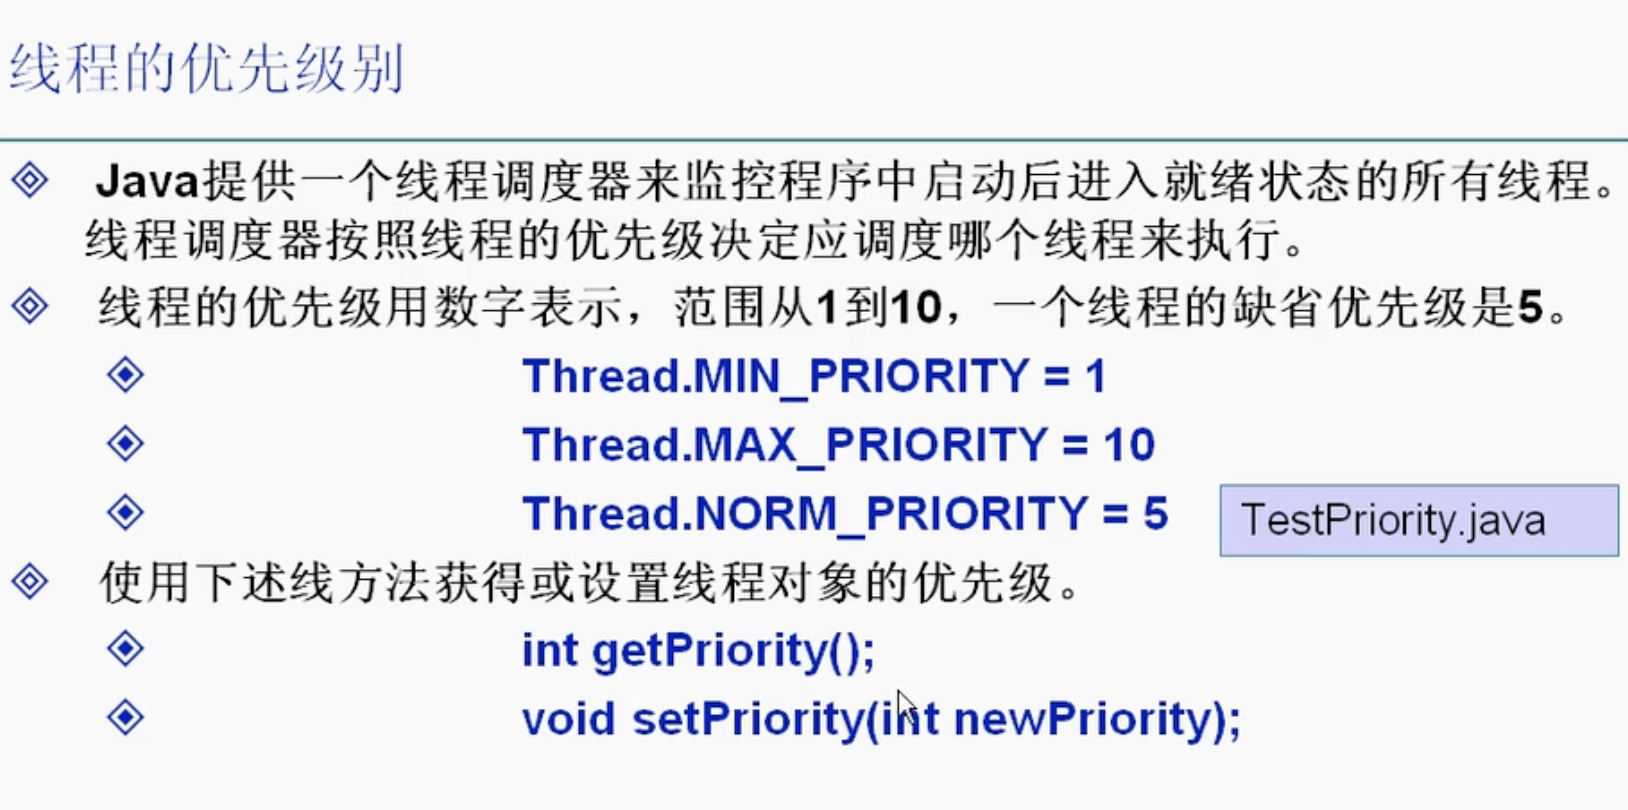 线程的优先级别
Java提供一个线程调度器来监控程序中启动后进入就绪状态的所有线程。
线程调度器按照线程的优先级决定应调度哪个线程来执行。
线程的优先级用数字表示，范围从1到10，一个线程的缺省优先级是5。
Thread.MIN_PRIORITY = 1
Thread.MAX_PRIORITY = 10
Thread.NORM_PRIORITY = 5
TestPriority.java
使用下述线方法获得或设置线程对象的优先级。
int getPriority();
void setPriority(int newPriority);